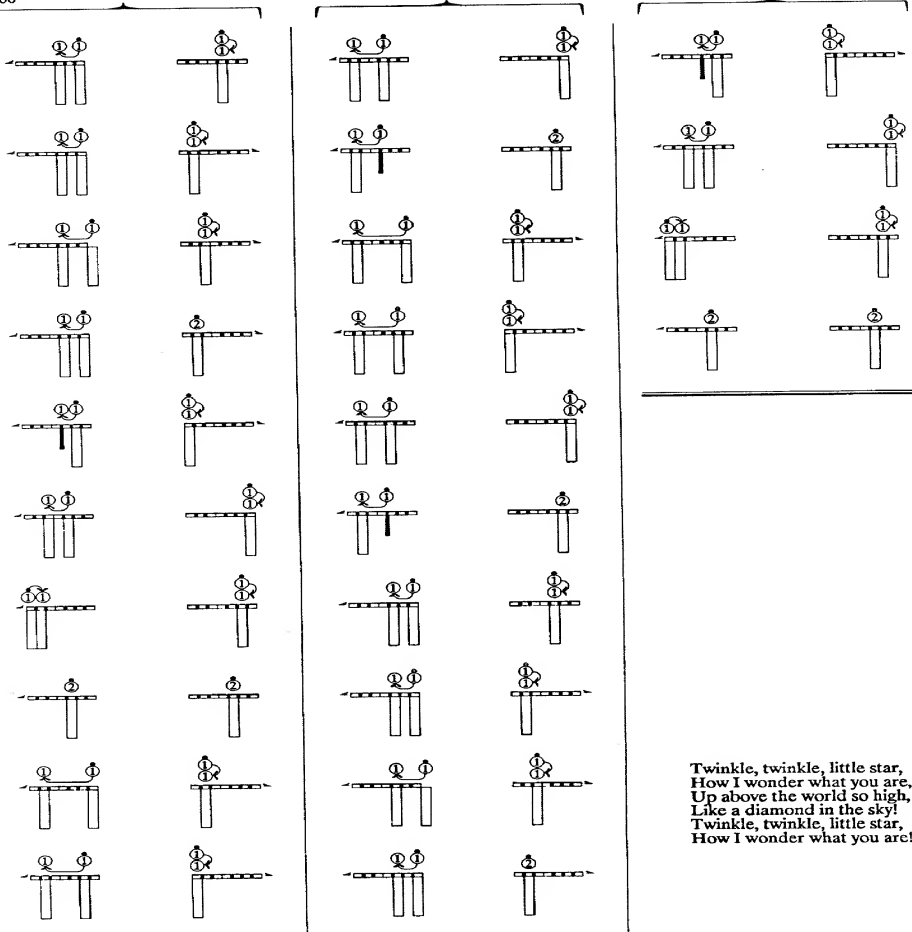 Twinkle, twinkle, little star,
How I wonder what you are,
Up above the world so high,
Like a diamond in the sky!
Twinkle, twinkle, little star,
How I wonder what you are!